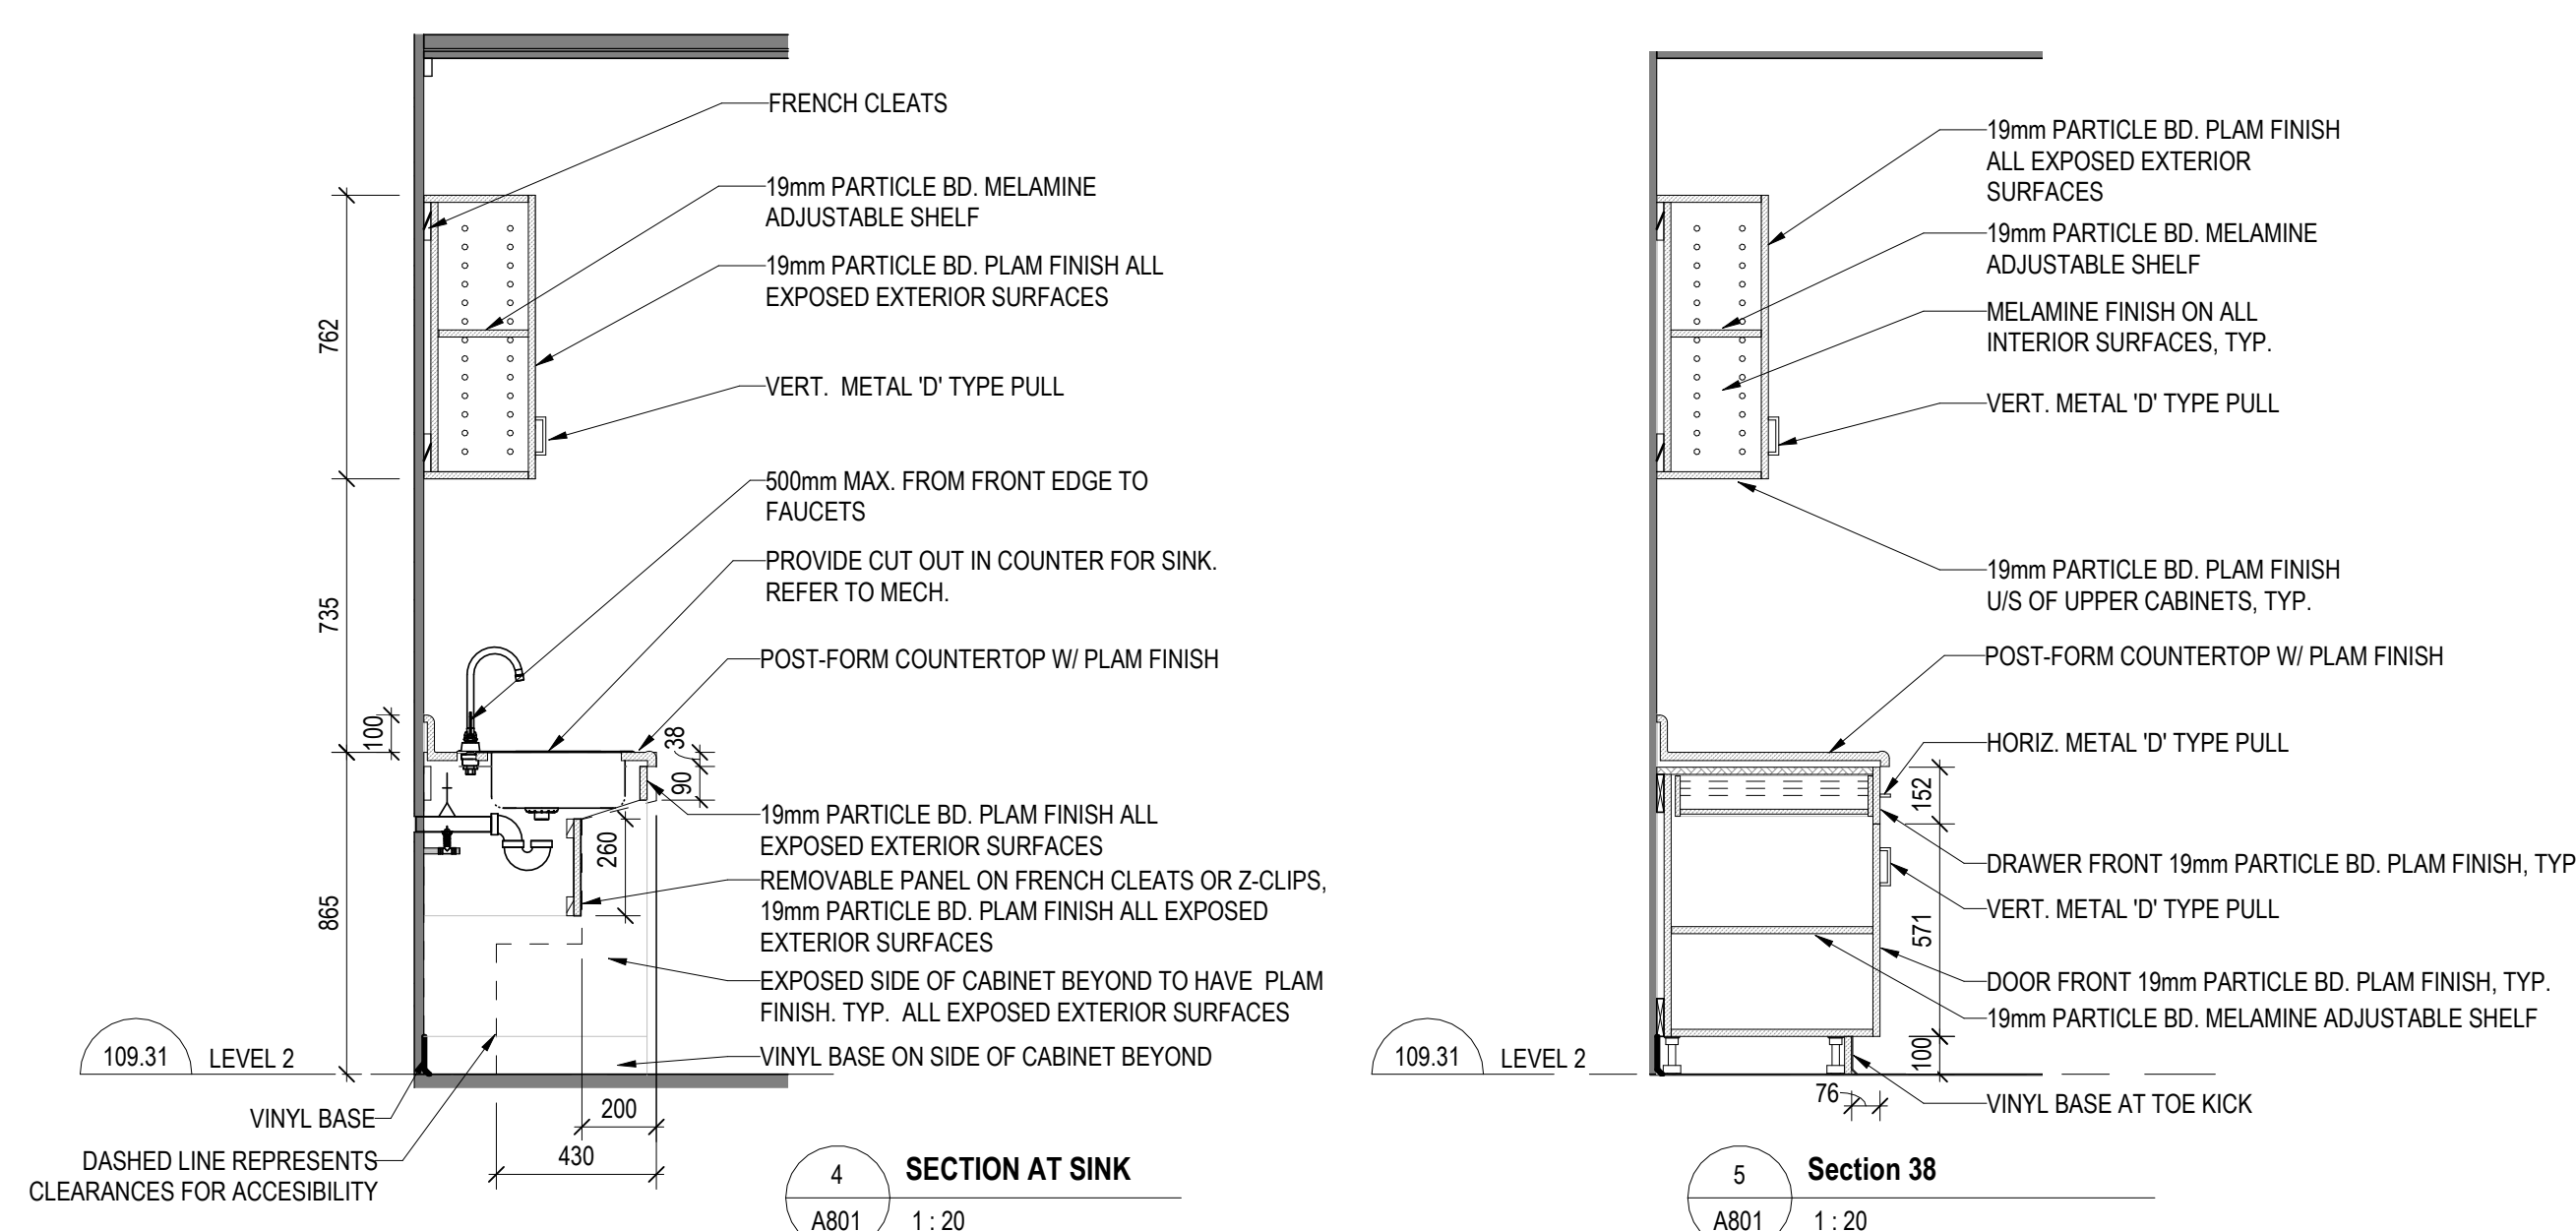 FRENCH CLEATS
19mm PARTICLE BD. MELAMINE
ADJUSTABLE SHELF
19mm PARTICLE BD. PLAM FINISH ALL
EXPOSED EXTERIOR SURFACES
VERT. METAL 'D' TYPE PULL
500mm MAX. FROM FRONT EDGE TO
FAUCETS
PROVIDE CUT OUT IN COUNTER FOR SINK.
REFER TO MECH.
POST-FORM COUNTERTOP W/ PLAM FINISH
19mm PARTICLE BD. PLAM FINISH ALL
EXPOSED EXTERIOR SURFACES
REMOVABLE PANEL ON FRENCH CLEATS OR Z-CLIPS,
19mm PARTICLE BD. PLAM FINISH ALL EXPOSED
EXTERIOR SURFACES
EXPOSED SIDE OF CABINET BEYOND TO HAVE PLAM
FINISH. TYP. ALL EXPOSED EXTERIOR SURFACES
VINYL BASE ON SIDE OF CABINET BEYOND
762
735
100
865
38
90
260
200
430
109.31
LEVEL 2
VINYL BASE
DASHED LINE REPRESENTS
CLEARANCES FOR ACCESIBILITY
4
SECTION AT SINK
A801
1 : 20
19mm PARTICLE BD. PLAM FINISH
ALL EXPOSED EXTERIOR
SURFACES
19mm PARTICLE BD. MELAMINE
ADJUSTABLE SHELF
MELAMINE FINISH ON ALL
INTERIOR SURFACES, TYP.
VERT. METAL 'D' TYPE PULL
19mm PARTICLE BD. PLAM FINISH
U/S OF UPPER CABINETS, TYP.
POST-FORM COUNTERTOP W/ PLAM FINISH
HORIZ. METAL 'D' TYPE PULL
DRAWER FRONT 19mm PARTICLE BD. PLAM FINISH, TYP
VERT. METAL 'D' TYPE PULL
DOOR FRONT 19mm PARTICLE BD. PLAM FINISH, TYP.
19mm PARTICLE BD. MELAMINE ADJUSTABLE SHELF
VINYL BASE AT TOE KICK
152
571
100
76
109.31
LEVEL 2
5
Section 38
A801
1 : 20